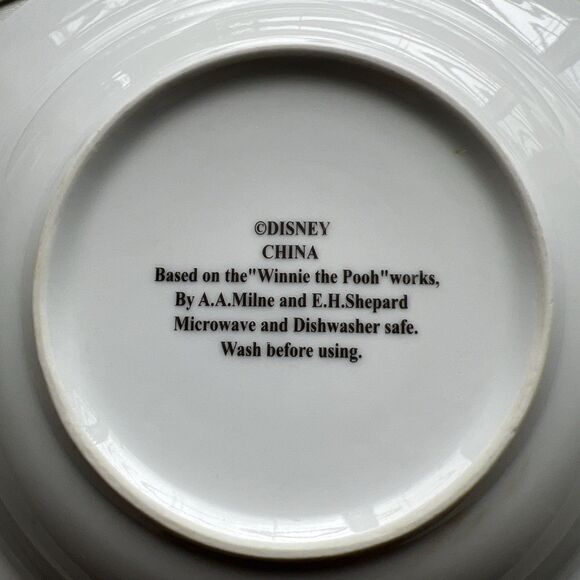 ©DISNEY
CHINA
Based on the"Winnie the Pooh"works,
By A.A.Milne and E.H.Shepard
Microwave and Dishwasher safe.
Wash before using.